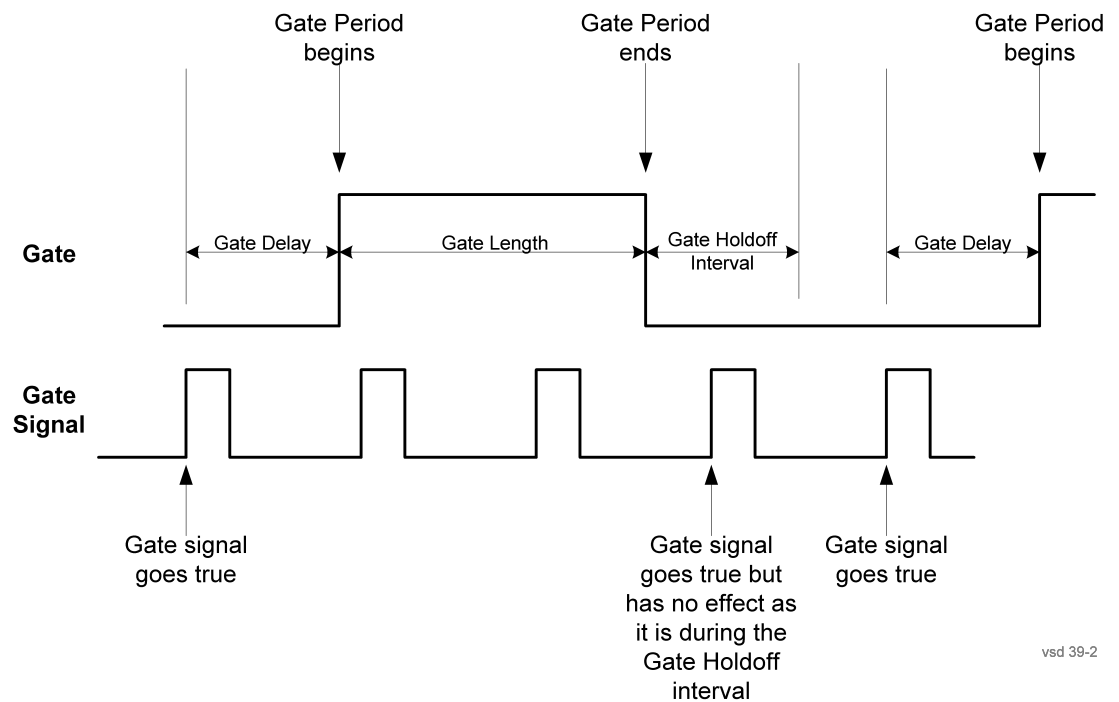 Gate Period
begins
Gate Period
ends
Gate Period
begins
Gate
Gate Delay
Gate Length
Gate Holdoff
Interval
Gate Delay
Gate
Signal
Gate signal
goes true
Gate signal
goes true but
has no effect as
it is during the
Gate Holdoff
interval
Gate signal
goes true
vsd 39-2